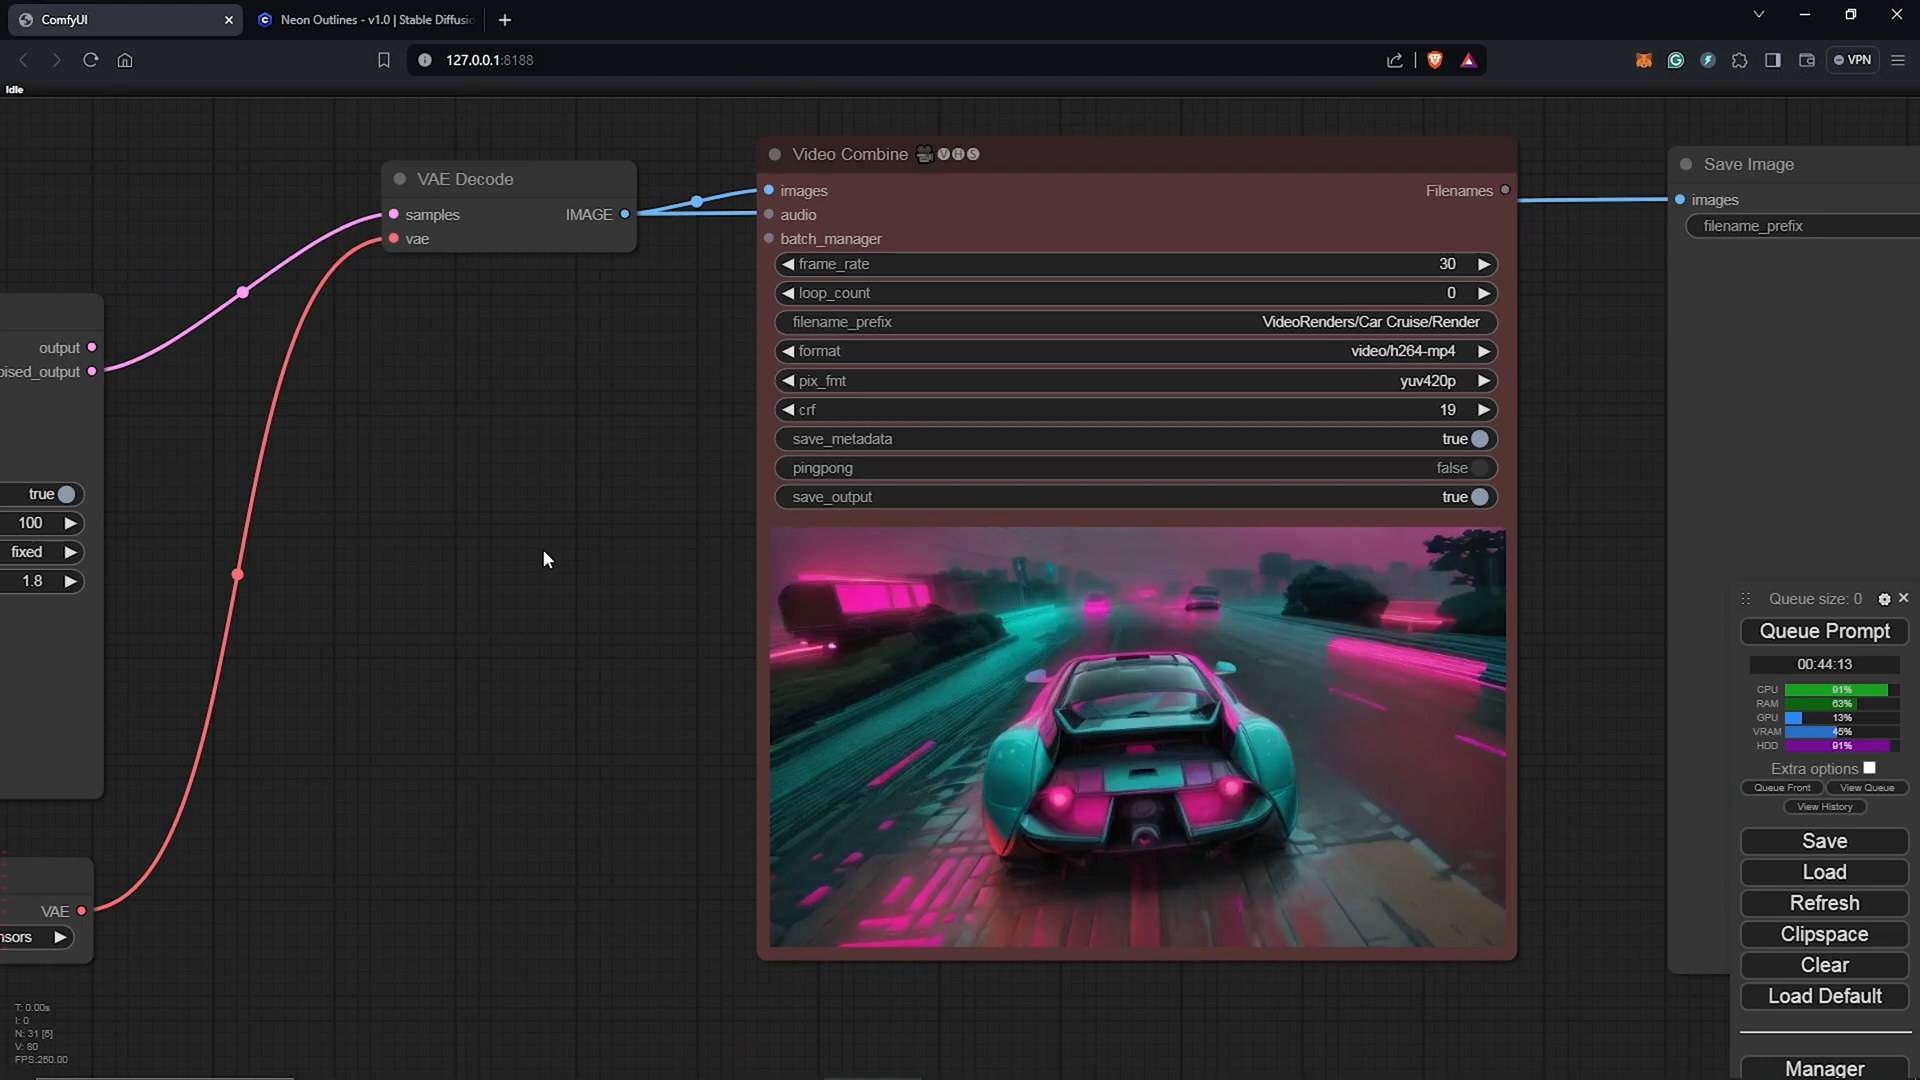 ComfyUI
Neon Outlines - v1.0 | Stable Diffusi
127.0.0.1:8188
VPN
Idle
VAE Decode
samples
IMAGE
vae
output
oised_output
true
100
fixed
1.8
VAE
nsors
Video Combine VHS
images
Filenames
audio
batch_manager
frame_rate 30
loop_count 0
filename_prefix VideoRenders/Car Cruise/Render
format video/h264-mp4
pix_fmt yuv420p
crf 19
save_metadata true
pingpong false
save_output true
Save Image
images
filename_prefix
Queue size: 0
Queue Prompt
00:44:13
CPU 91%
RAM 63%
GPU 13%
VRAM 45%
HDD 91%
Extra options
Queue Front
View Queue
View History
Save
Load
Refresh
Clipspace
Clear
Load Default
Manager
T: 0.00s
I: 0
N: 31 [5]
V: 80
FPS:250.00